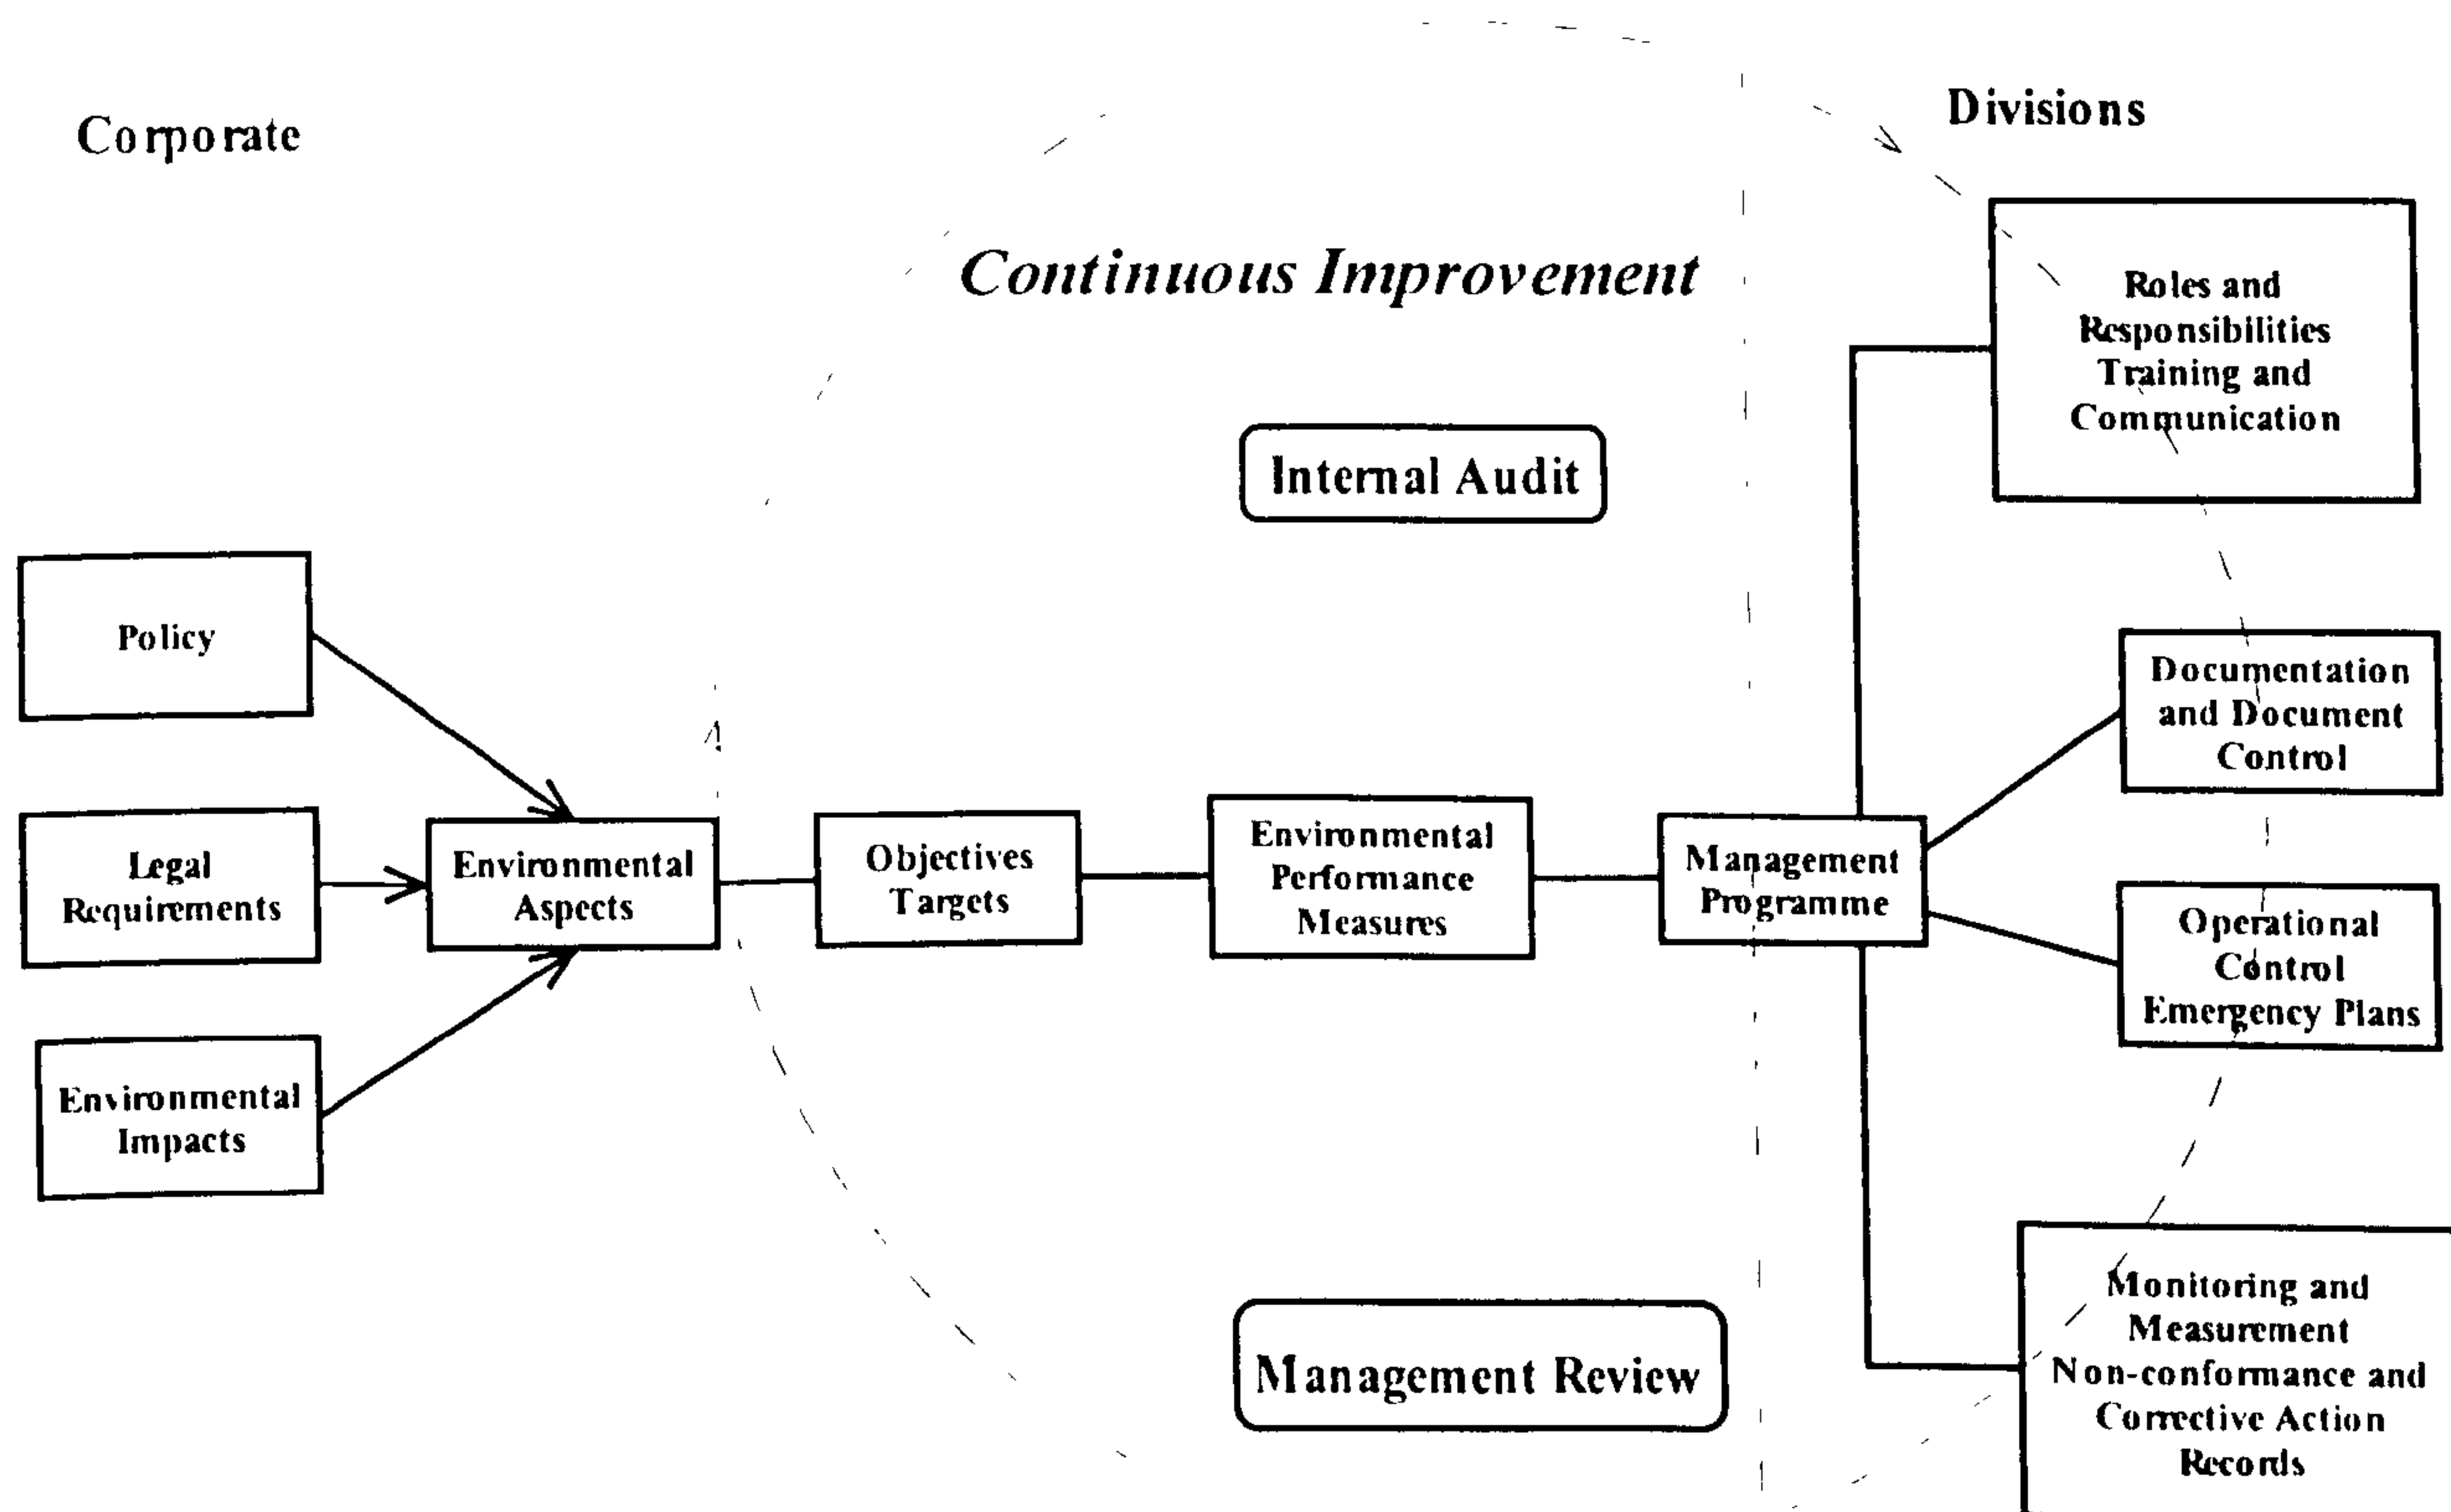 Corporate
Divisions
Continuous Improvement
Roles and
Responsibilities
Training and
Communication
Internal Audit
Policy
Documentation
and Document
Control
Legal
Requirements
Environmental
Aspects
Objectives
Targets
Environmental
Performance
Measures
Management
Programme
Operational
Control
Emergency Plans
Environmental
Impacts
Management Review
Monitoring and
Measurement
Non-conformance and
Corrective Action
Records